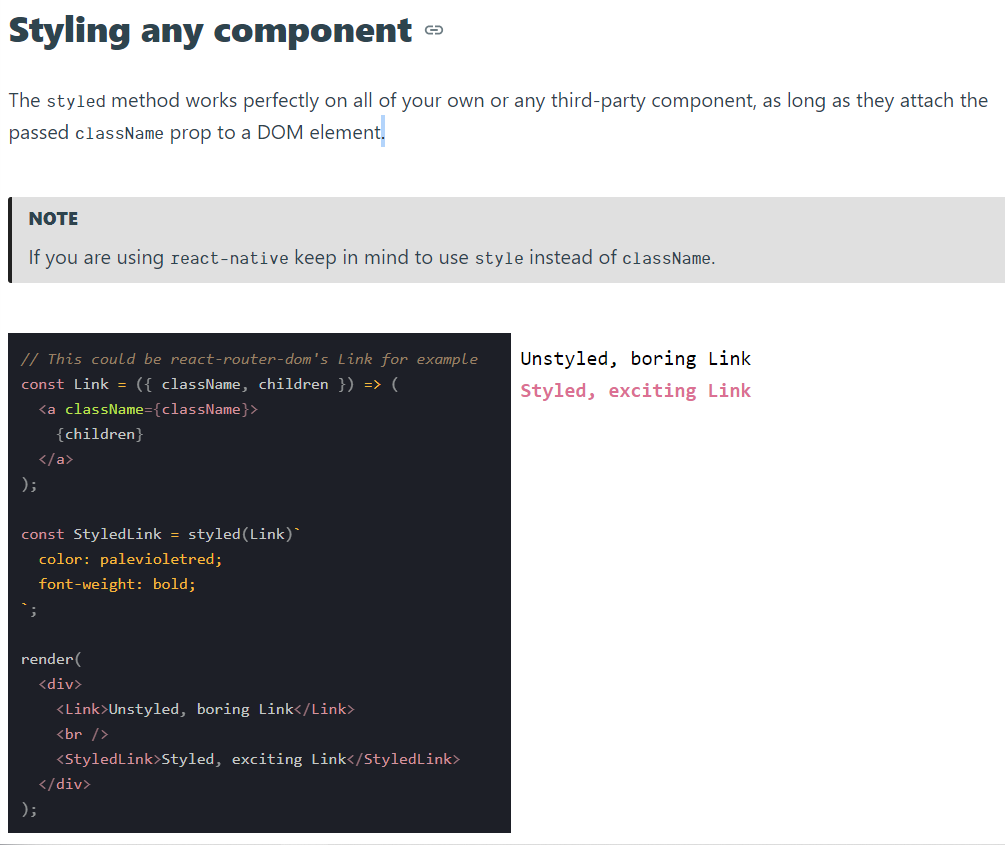 Styling any component
The styled method works perfectly on all of your own or any third-party component, as long as they attach the
passed className prop to a DOM element.
NOTE
If you are using react-native keep in mind to use style instead of className.
// This could be react-router-dom's Link for example
const Link = ({ className, children }) => (
  <a className={className}>
    {children}
  </a>
);
const StyledLink = styled(Link)`
  color: palevioletred;
  font-weight: bold;
`;
render(
  <div>
    <Link>Unstyled, boring Link</Link>
    <br />
    <StyledLink>Styled, exciting Link</StyledLink>
  </div>
);
Unstyled, boring Link
Styled, exciting Link